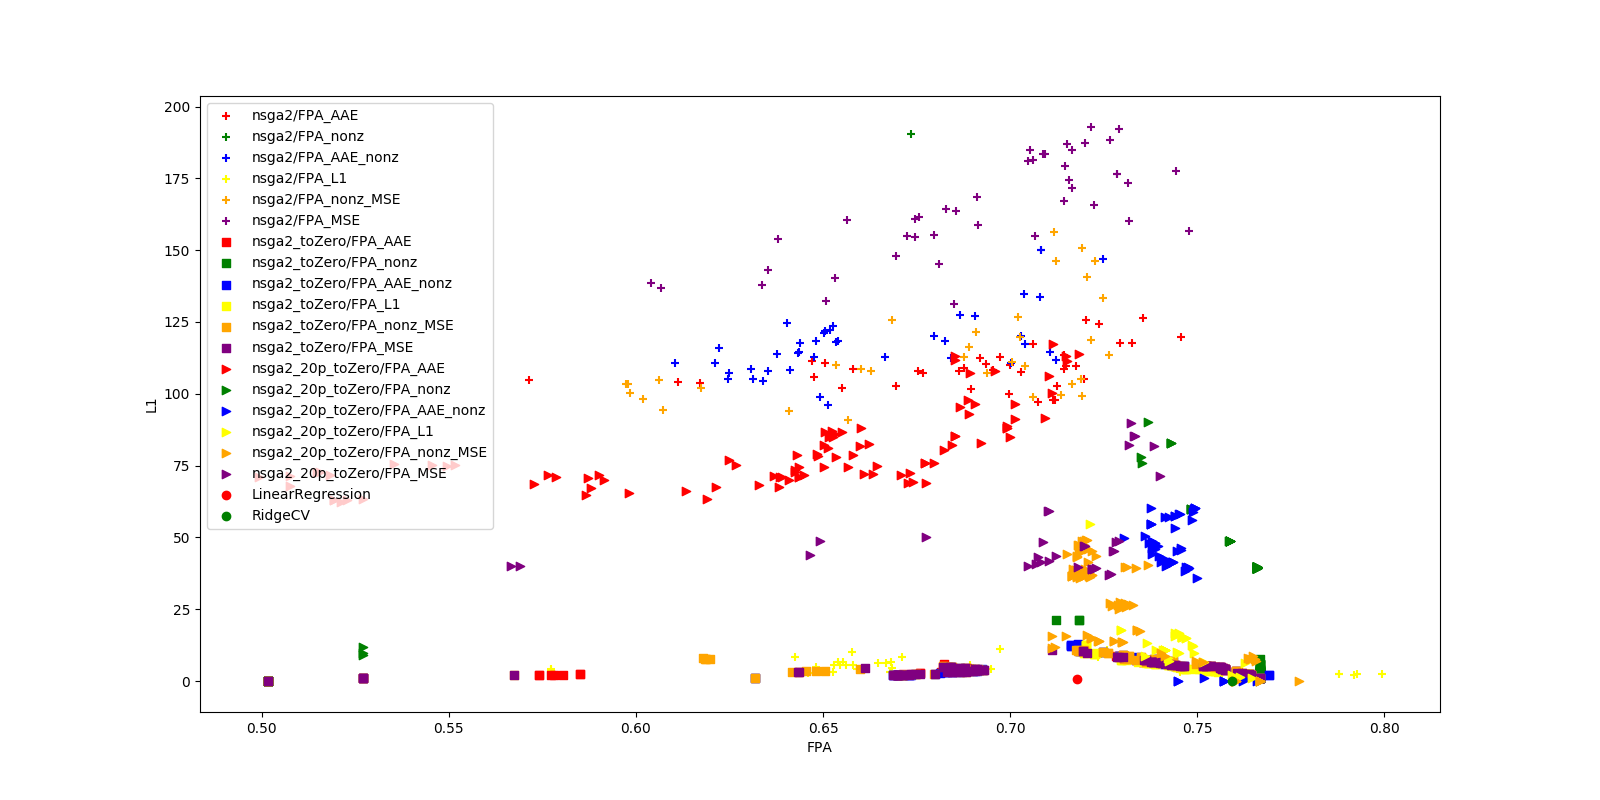 200
175
150
125
100
75
50
25
0
L1
nsga2/FPA_AAE
nsga2/FPA_nonz
nsga2/FPA_AAE_nonz
nsga2/FPA_L1
nsga2/FPA_nonz_MSE
nsga2/FPA_MSE
nsga2_toZero/FPA_AAE
nsga2_toZero/FPA_nonz
nsga2_toZero/FPA_AAE_nonz
nsga2_toZero/FPA_L1
nsga2_toZero/FPA_nonz_MSE
nsga2_toZero/FPA_MSE
nsga2_20p_toZero/FPA_AAE
nsga2_20p_toZero/FPA_nonz
nsga2_20p_toZero/FPA_AAE_nonz
nsga2_20p_toZero/FPA_L1
nsga2_20p_toZero/FPA_nonz_MSE
nsga2_20p_toZero/FPA_MSE
LinearRegression
RidgeCV
0.50 0.55 0.60 0.65 0.70 0.75 0.80
FPA